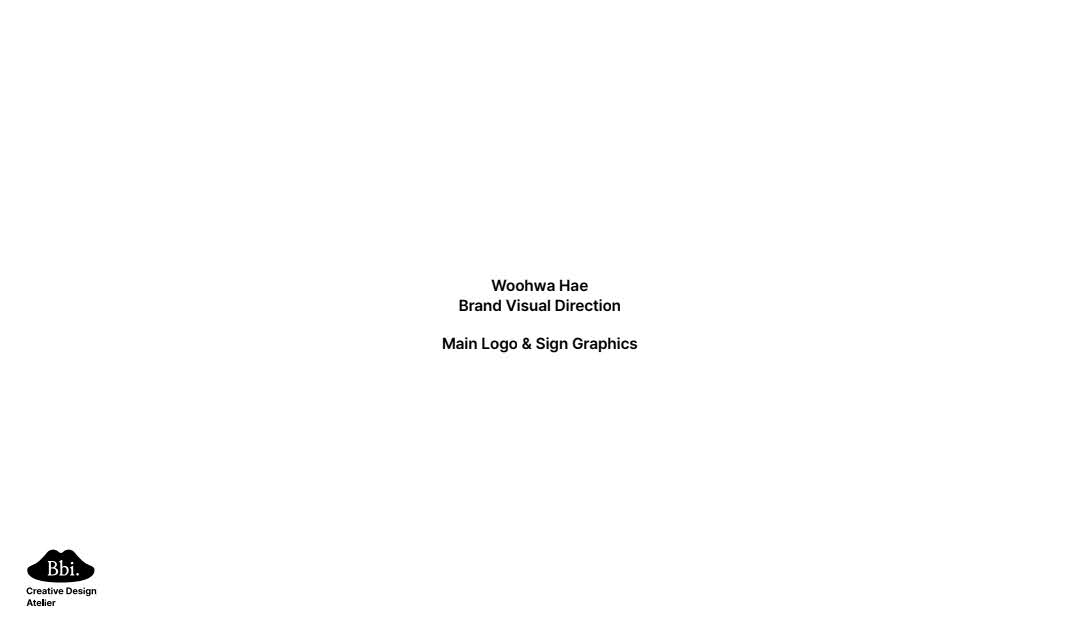 Woohwa Hae
Brand Visual Direction
Main Logo & Sign Graphics
Bbi.
Creative Design
Atelier